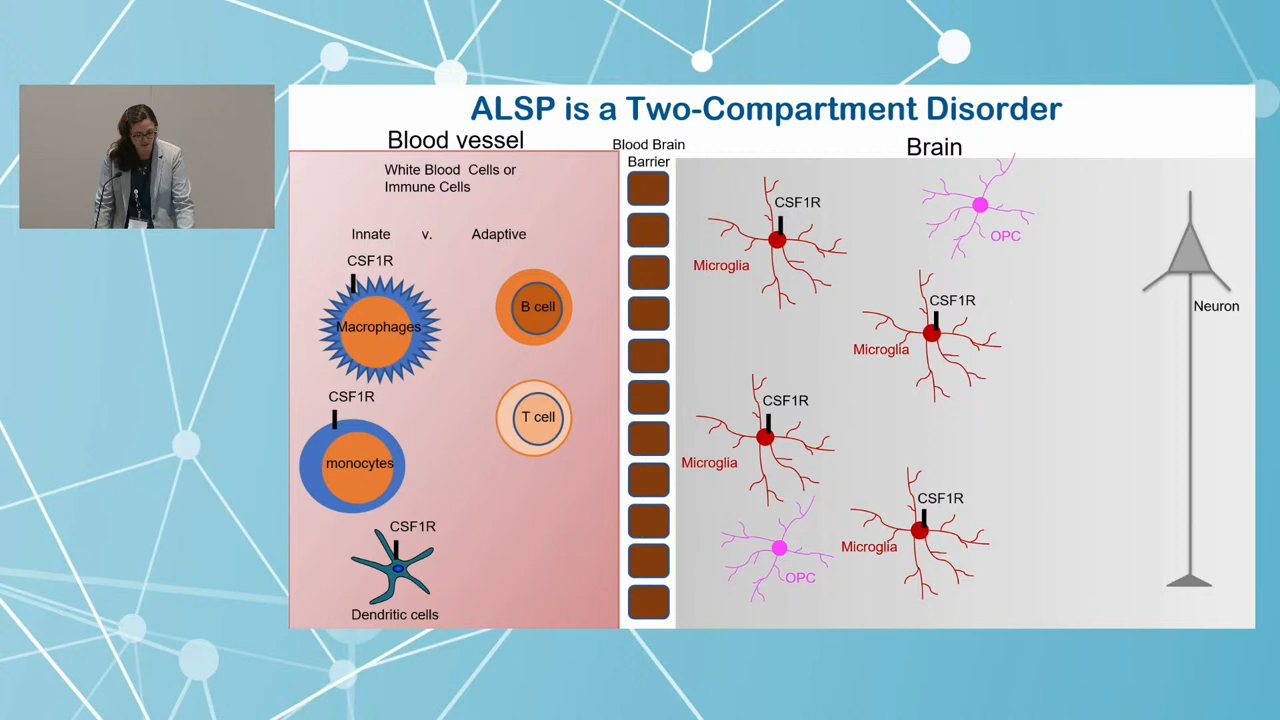 ALSP is a Two-Compartment Disorder
Blood vessel
White Blood Cells or
Immune Cells
Innate v. Adaptive
CSF1R
Macrophages
B cell
CSF1R
monocytes
T cell
CSF1R
Dendritic cells
Blood Brain
Barrier
Brain
CSF1R
Microglia
OPC
CSF1R
Microglia
Neuron
CSF1R
Microglia
CSF1R
Microglia
OPC